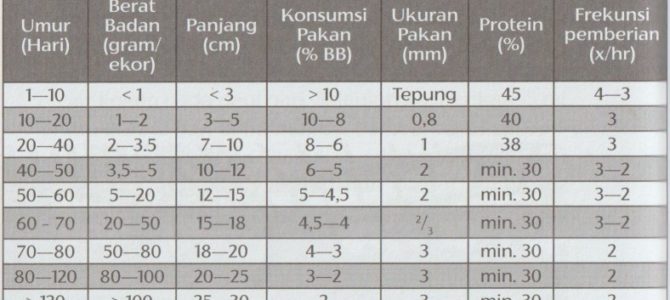 Umur (Hari) | Berat Badan (gram/ekor) | Panjang (cm) | Konsumsi Pakan (% BB) | Ukuran Pakan (mm) | Protein (%) | Frekunsi pemberian (x/hr)
1—10 | < 1 | < 3 | > 10 | Tepung | 45 | 4—3
10—20 | 1—2 | 3—5 | 10—8 | 0,8 | 40 | 3
20—40 | 2—3.5 | 7—10 | 8—6 | 1 | 38 | 3
40—50 | 3,5—5 | 10—12 | 6—5 | 2 | min. 30 | 3—2
50—60 | 5—20 | 12—15 | 5—4,5 | 2 | min. 30 | 3—2
60 - 70 | 20—50 | 15—18 | 4,5—4 | 2/3 | min. 30 | 3—2
70—80 | 50—80 | 18—20 | 4—3 | 3 | min. 30 | 2
80—120 | 80—100 | 20—25 | 3—2 | 3 | min. 30 | 2
> 120 | > 100 | 25—30 | 2 | 3 | min. 30 | 2